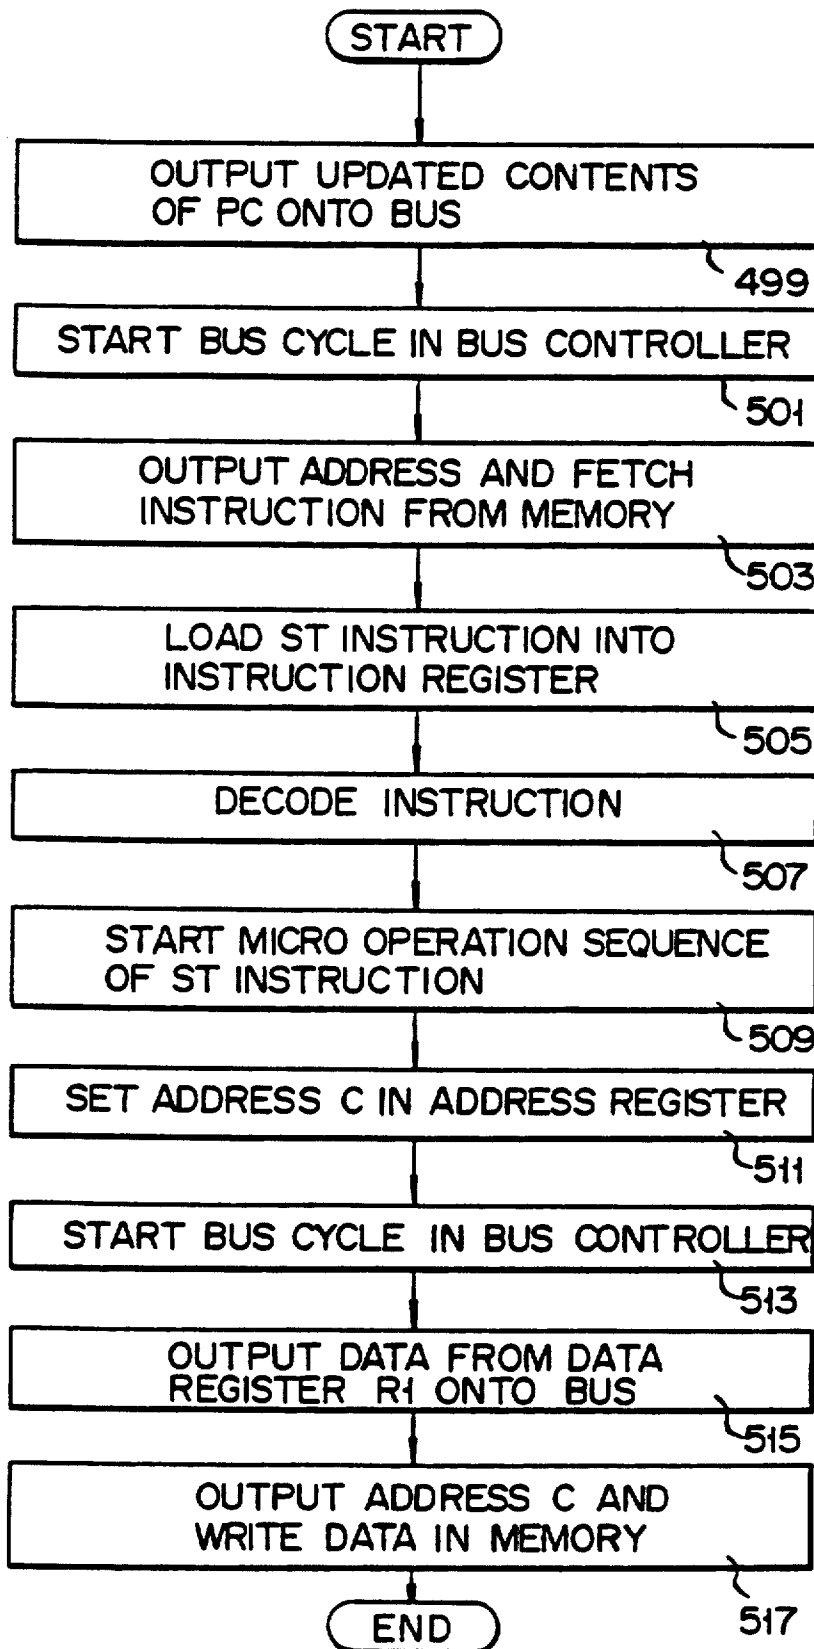 START
OUTPUT UPDATED CONTENTS
OF PC ONTO BUS
499
START BUS CYCLE IN BUS CONTROLLER
501
OUTPUT ADDRESS AND FETCH
INSTRUCTION FROM MEMORY
503
LOAD ST INSTRUCTION INTO
INSTRUCTION REGISTER
505
DECODE INSTRUCTION
507
START MICRO OPERATION SEQUENCE
OF ST INSTRUCTION
509
SET ADDRESS C IN ADDRESS REGISTER
511
START BUS CYCLE IN BUS CONTROLLER
513
OUTPUT DATA FROM DATA
REGISTER R1 ONTO BUS
515
OUTPUT ADDRESS C AND
WRITE DATA IN MEMORY
517
END